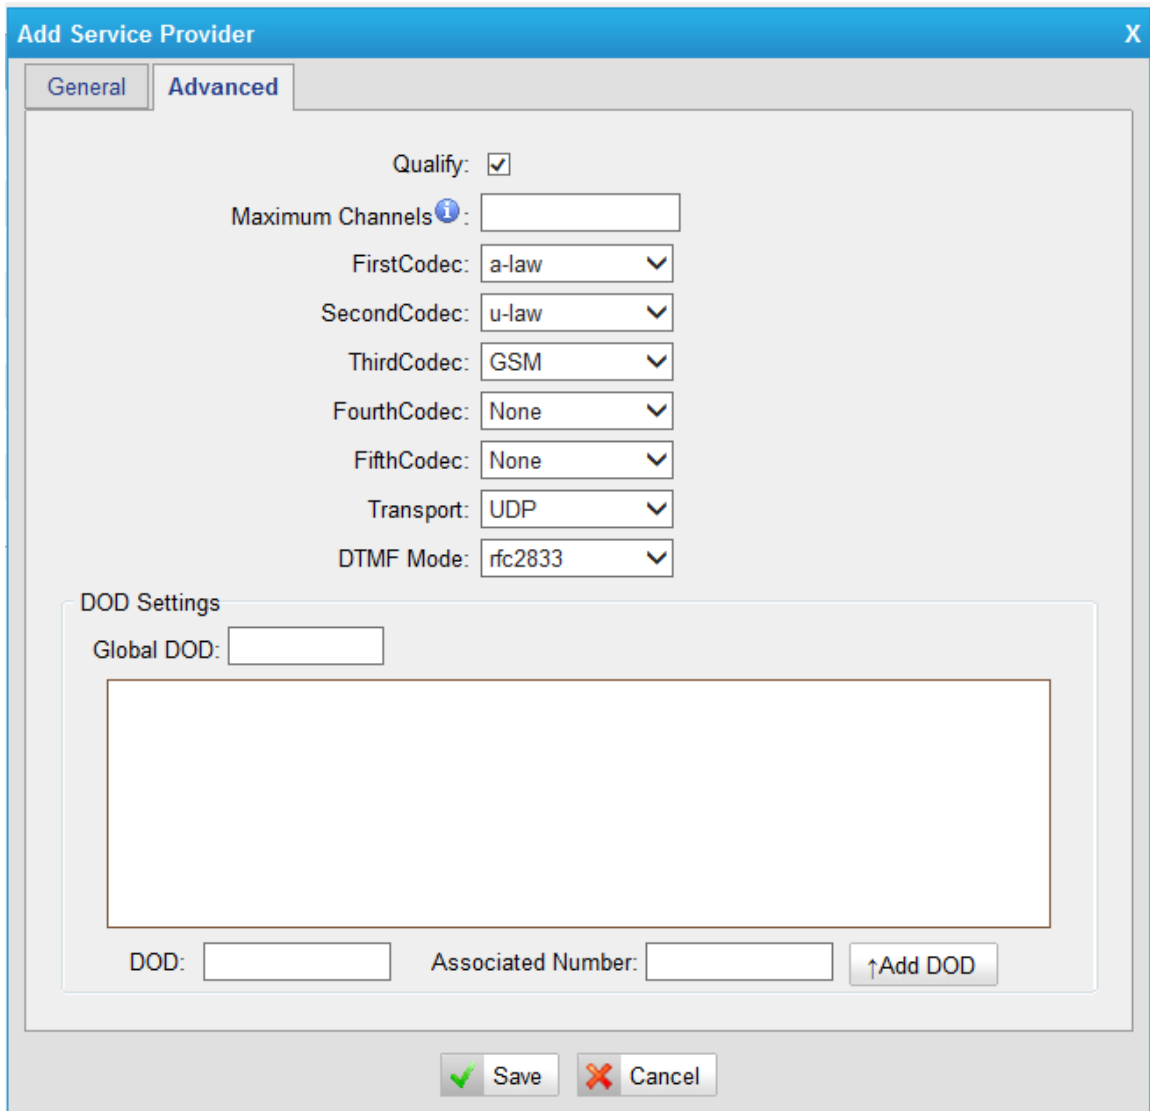 Add Service Provider X
General Advanced
Qualify:
Maximum Channels i :
FirstCodec: a-law
SecondCodec: u-law
ThirdCodec: GSM
FourthCodec: None
FifthCodec: None
Transport: UDP
DTMF Mode: rfc2833
DOD Settings
Global DOD:
DOD: Associated Number: ↑Add DOD
Save Cancel